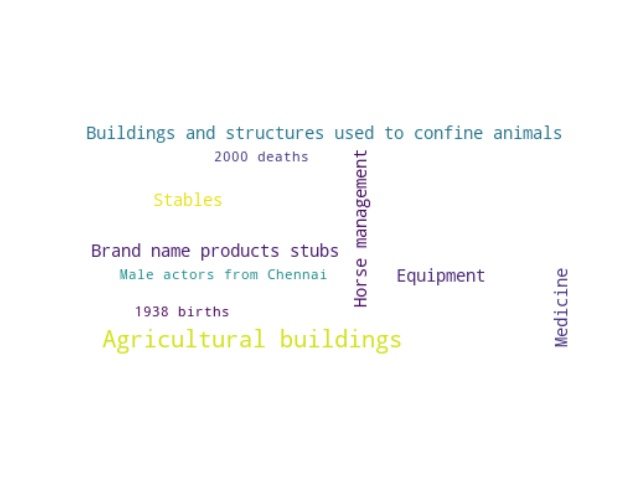 Buildings and structures used to confine animals
2000 deaths
Horse management
Stables
Brand name products stubs
Male actors from Chennai
Equipment
Medicine
1938 births
Agricultural buildings